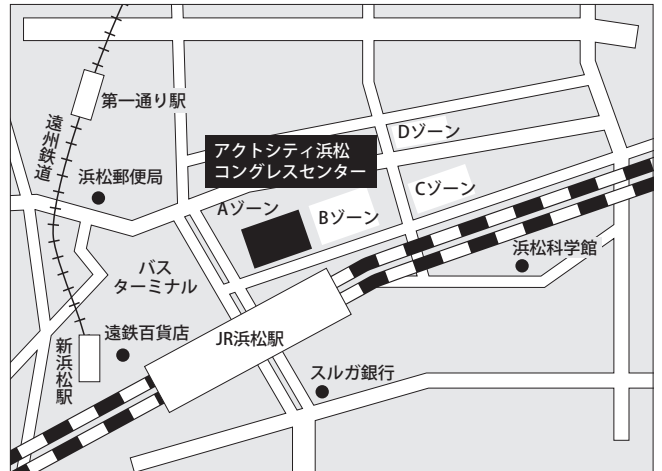 第一通り駅
遠州鉄道
浜松郵便局
アクトシティ浜松
コングレスセンター
Dゾーン
Cゾーン
Aゾーン
Bゾーン
浜松科学館
バス
ターミナル
遠鉄百貨店
新浜松駅
JR浜松駅
スルガ銀行